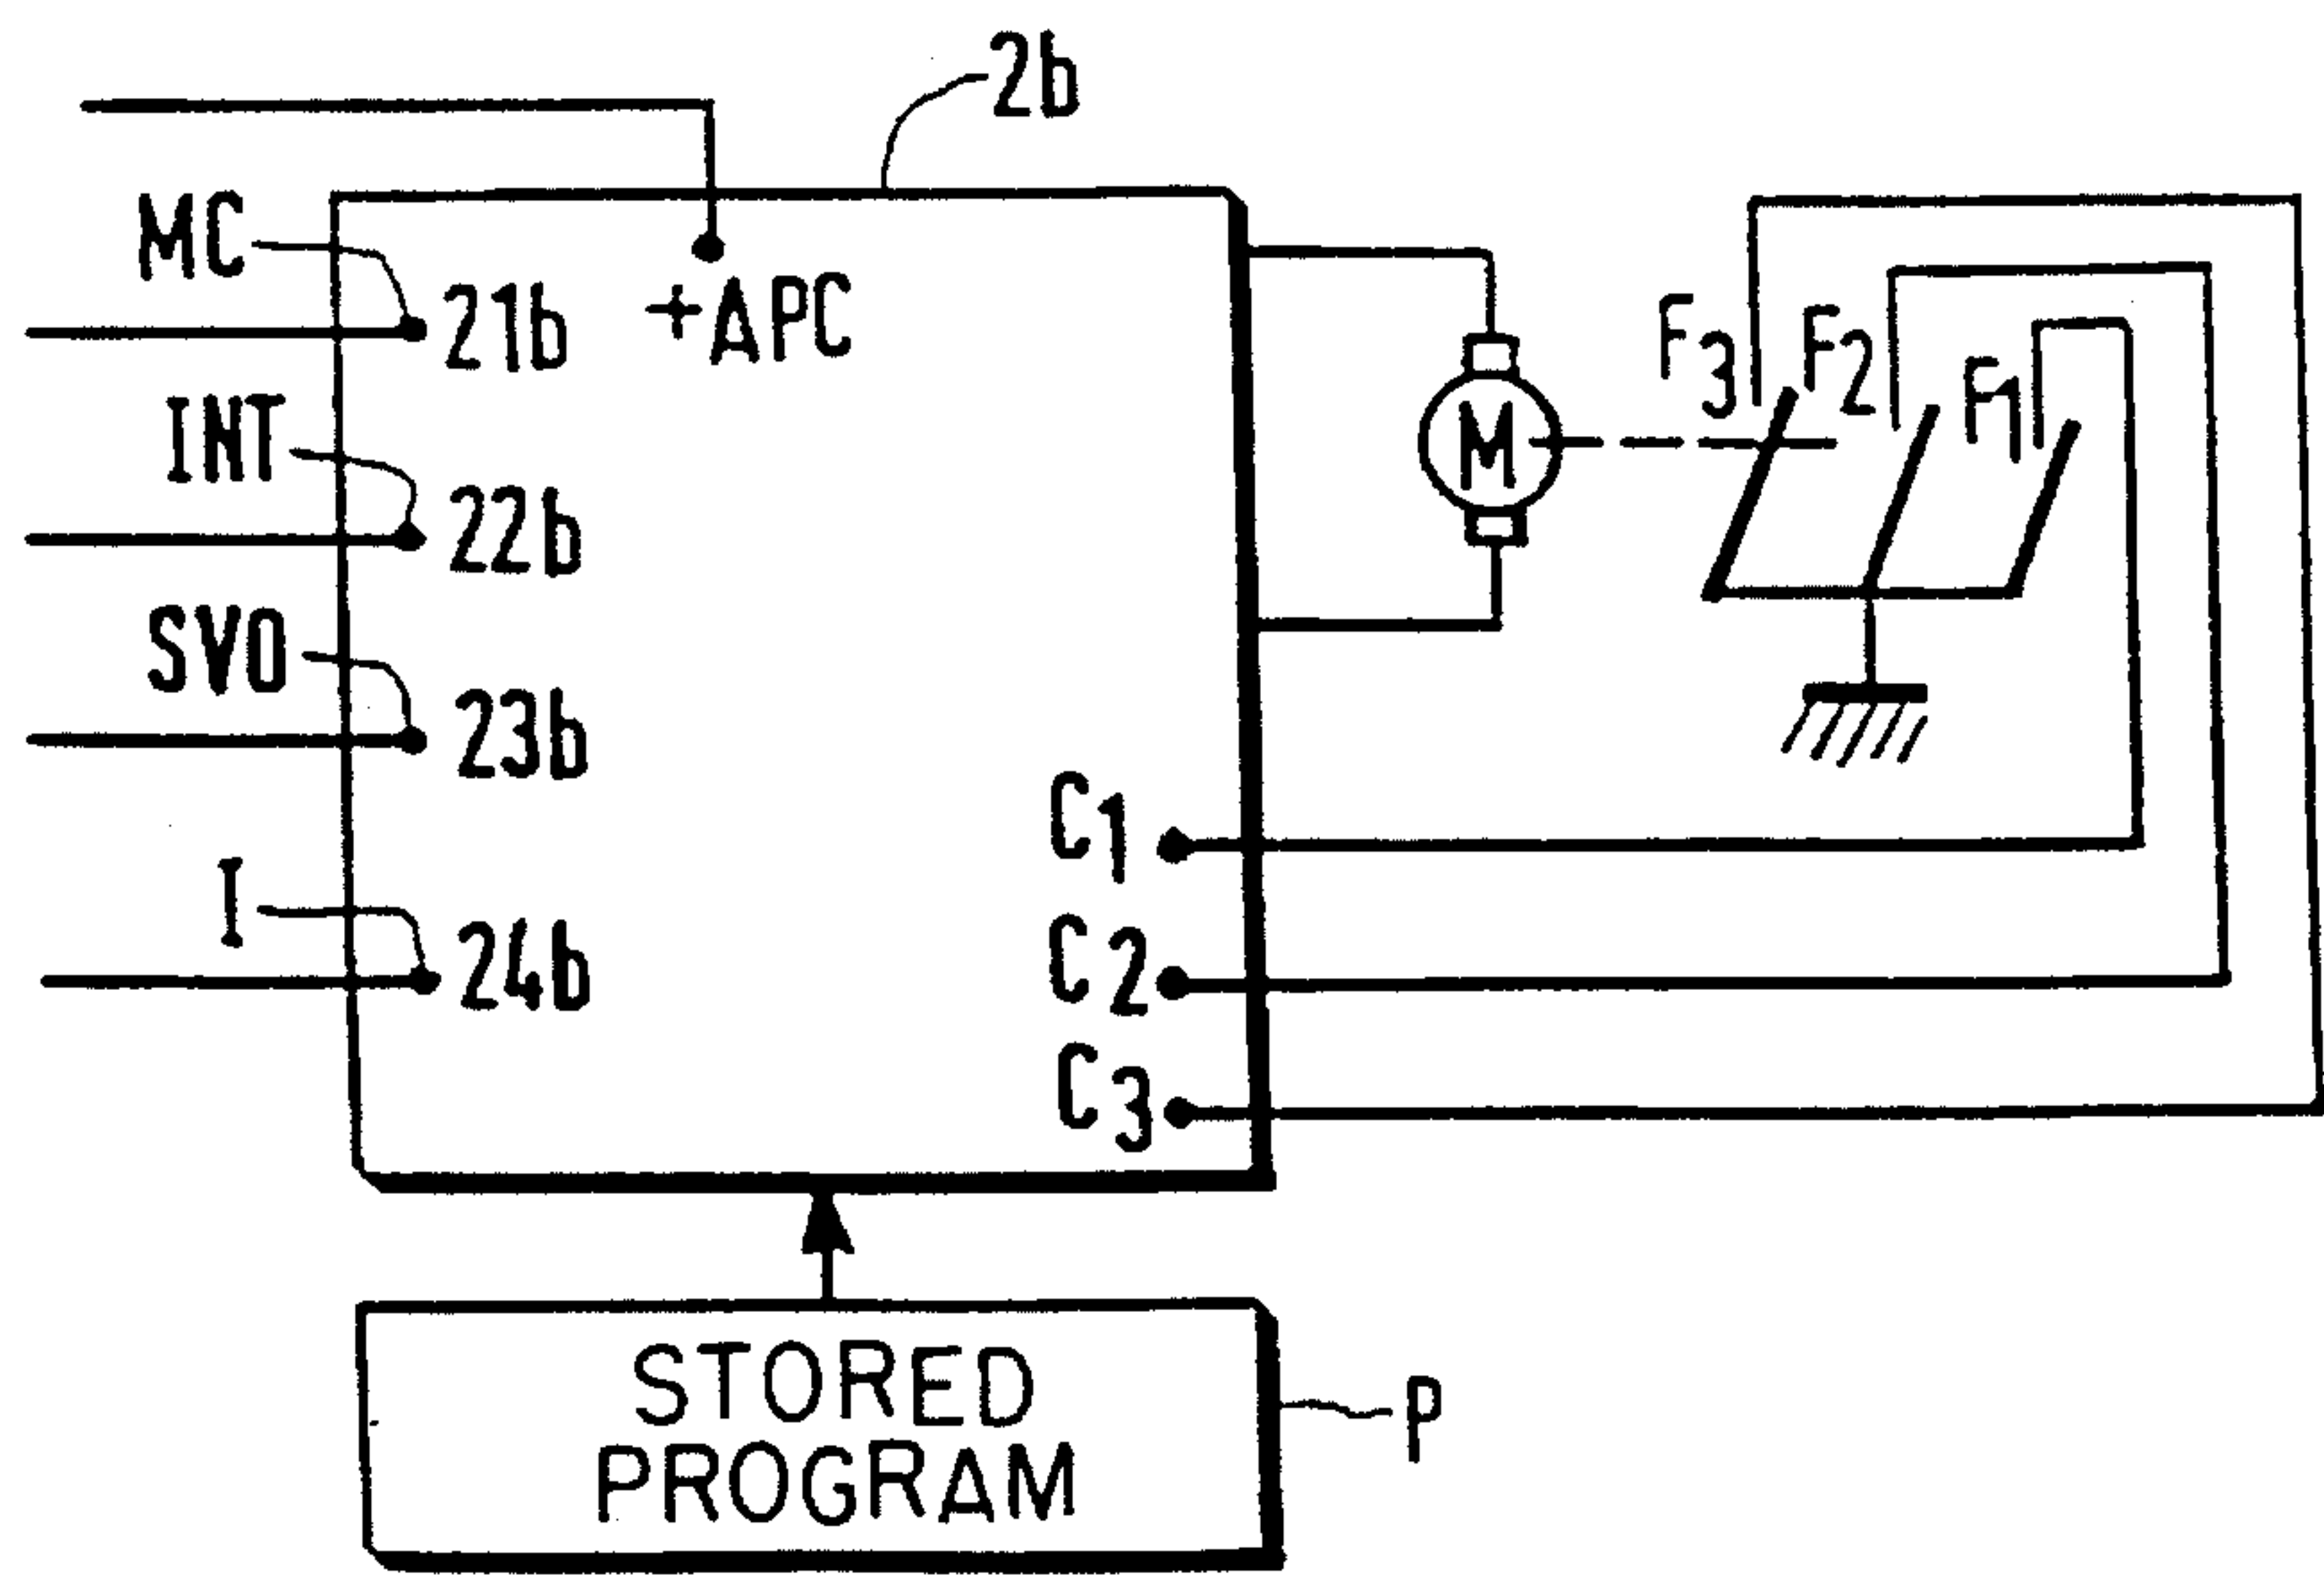 2b
MC
21b
+APC
INT
22b
SVO
23b
I
24b
M
F3
F2
F1
C1
C2
C3
STORED
PROGRAM
P